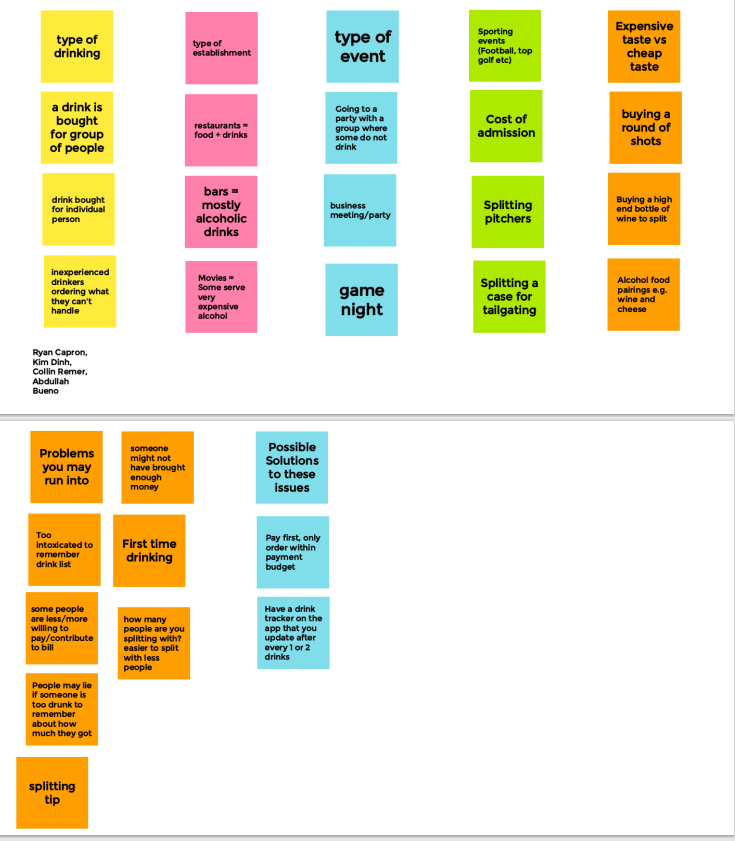 type of
drinking
type of
establishment
type of
event
Sporting
events
(Football, top
golf etc)
Expensive
taste vs
cheap
taste
a drink is
bought
for group
of people
restaurants =
food + drinks
Going to a
party with a
group where
some do not
drink
Cost of
admission
buying a
round of
shots
drink bought
for individual
person
bars =
mostly
alcoholic
drinks
business
meeting/party
Splitting
pitchers
Buying a high
end bottle of
wine to split
inexperienced
drinkers
ordering what
they can't
handle
Movies =
Some serve
very
expensive
alcohol
game
night
Splitting a
case for
tailgating
Alcohol food
pairings e.g.
wine and
cheese
Ryan Capron,
Kim Dinh,
Collin Remer,
Abdullah
Bueno
Problems
you may
run into
someone
might not
have brought
enough
money
Possible
Solutions
to these
issues
Too
intoxicated to
remember
drink list
First time
drinking
Pay first, only
order within
payment
budget
some people
are less/more
willing to
pay/contribute
to bill
how many
people are you
splitting with?
easier to split
with less
people
Have a drink
tracker on the
app that you
update after
every 1 or 2
drinks
People may lie
if someone is
too drunk to
remember
about how
much they got
splitting
tip